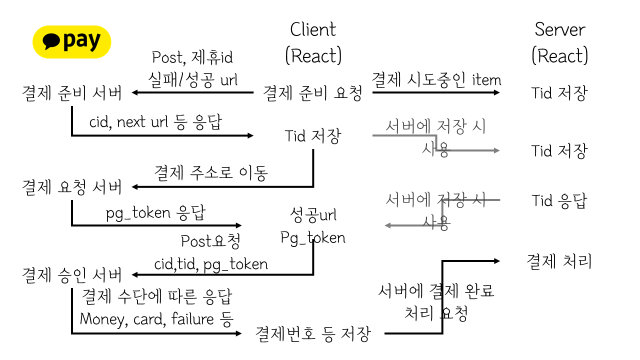 pay
Client
(React)
Server
(React)
Post, 제휴id
실패/성공 url
결제 준비 서버
결제 준비 요청
결제 시도중인 item
Tid 저장
cid, next url 등 응답
Tid 저장
서버에 저장 시
사용
Tid 저장
결제 주소로 이동
결제 요청 서버
서버에 저장 시
사용
Tid 응답
pg_token 응답
성공url
Pg_token
Post요청
cid,tid, pg_token
결제 승인 서버
결제 처리
결제 수단에 따른 응답
Money, card, failure 등
서버에 결제 완료
처리 요청
결제번호 등 저장